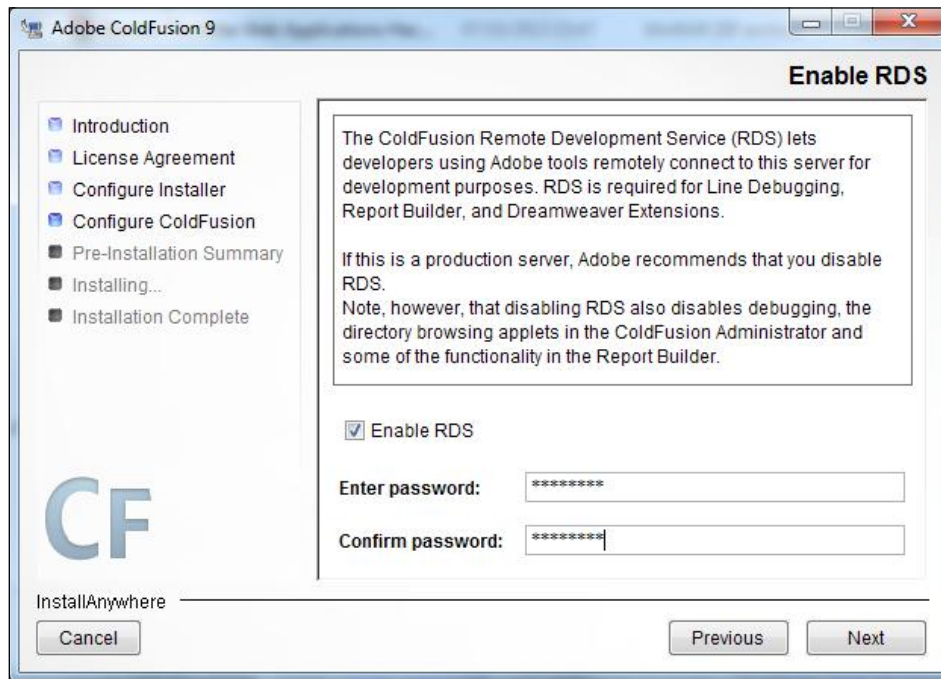 Adobe ColdFusion 9
Enable RDS
Introduction
License Agreement
Configure Installer
Configure ColdFusion
Pre-Installation Summary
Installing...
Installation Complete
CF
The ColdFusion Remote Development Service (RDS) lets
developers using Adobe tools remotely connect to this server for
development purposes. RDS is required for Line Debugging,
Report Builder, and Dreamweaver Extensions.
If this is a production server, Adobe recommends that you disable
RDS.
Note, however, that disabling RDS also disables debugging, the
directory browsing applets in the ColdFusion Administrator and
some of the functionality in the Report Builder.
Enable RDS
Enter password: ********
Confirm password: ********
InstallAnywhere
Cancel Previous Next